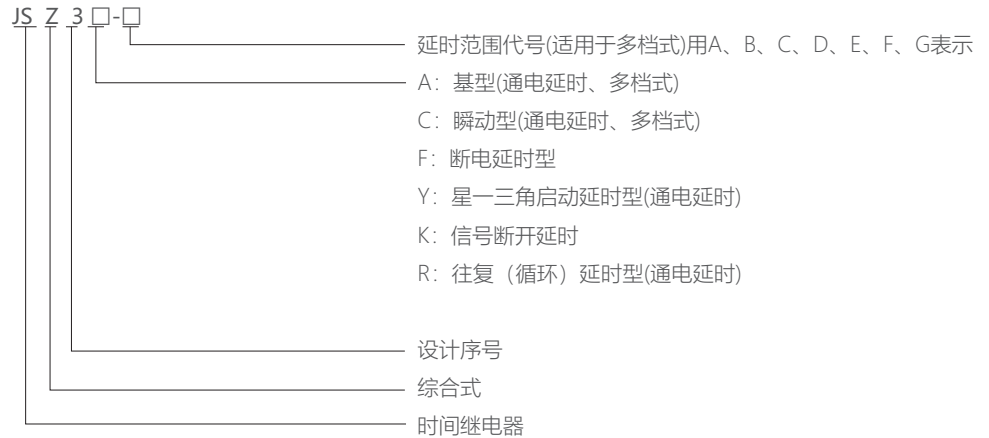 JS Z 3 □-□
延时范围代号(适用于多档式)用A、B、C、D、E、F、G表示
A：基型(通电延时、多档式)
C：瞬动型(通电延时、多档式)
F：断电延时型
Y：星一三角启动延时型(通电延时)
K：信号断开延时
R：往复（循环）延时型(通电延时)
设计序号
综合式
时间继电器